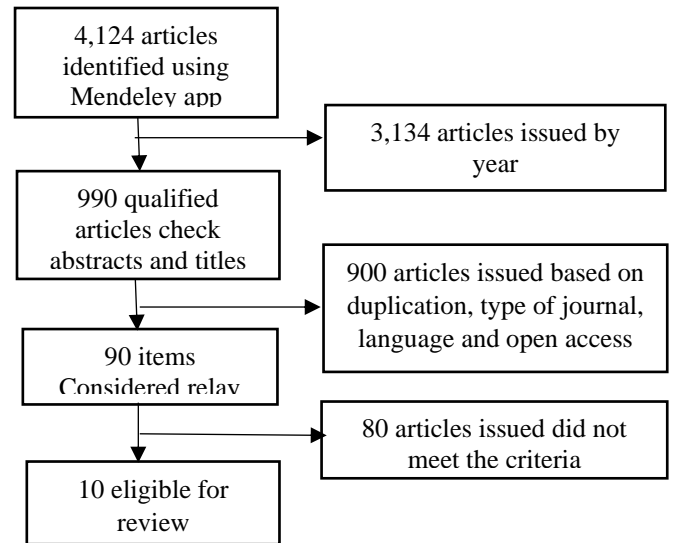 4,124 articles
identified using
Mendeley app
3,134 articles issued by
year
990 qualified
articles check
abstracts and titles
900 articles issued based on
duplication, type of journal,
language and open access
90 items
Considered relay
80 articles issued did not
meet the criteria
10 eligible for
review